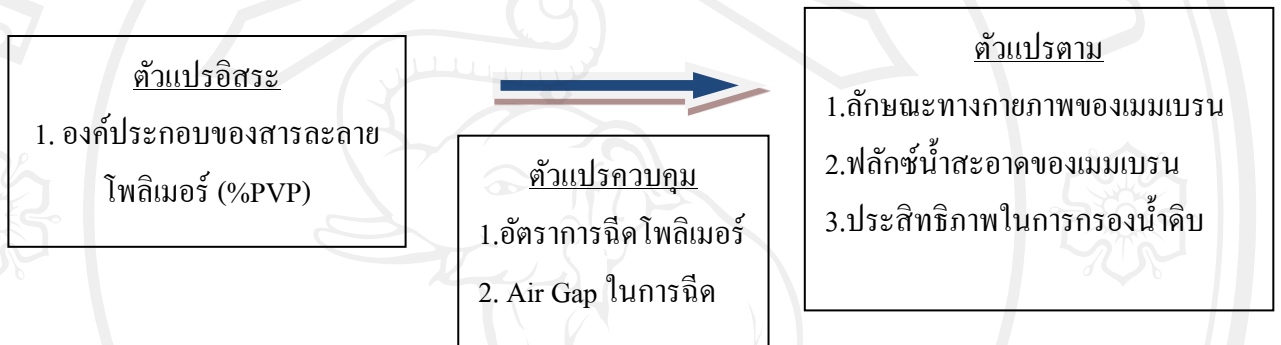 ตัวแปรอิสระ
1. องค์ประกอบของสารละลาย
โพลิเมอร์ (%PVP)
ตัวแปรควบคุม
1.อัตราการฉีดโพลิเมอร์
2. Air Gap ในการฉีด
ตัวแปรตาม
1.ลักษณะทางกายภาพของเมมเบรน
2.ฟลักซ์น้ำสะอาดของเมมเบรน
3.ประสิทธิภาพในการกรองน้ำดิบ